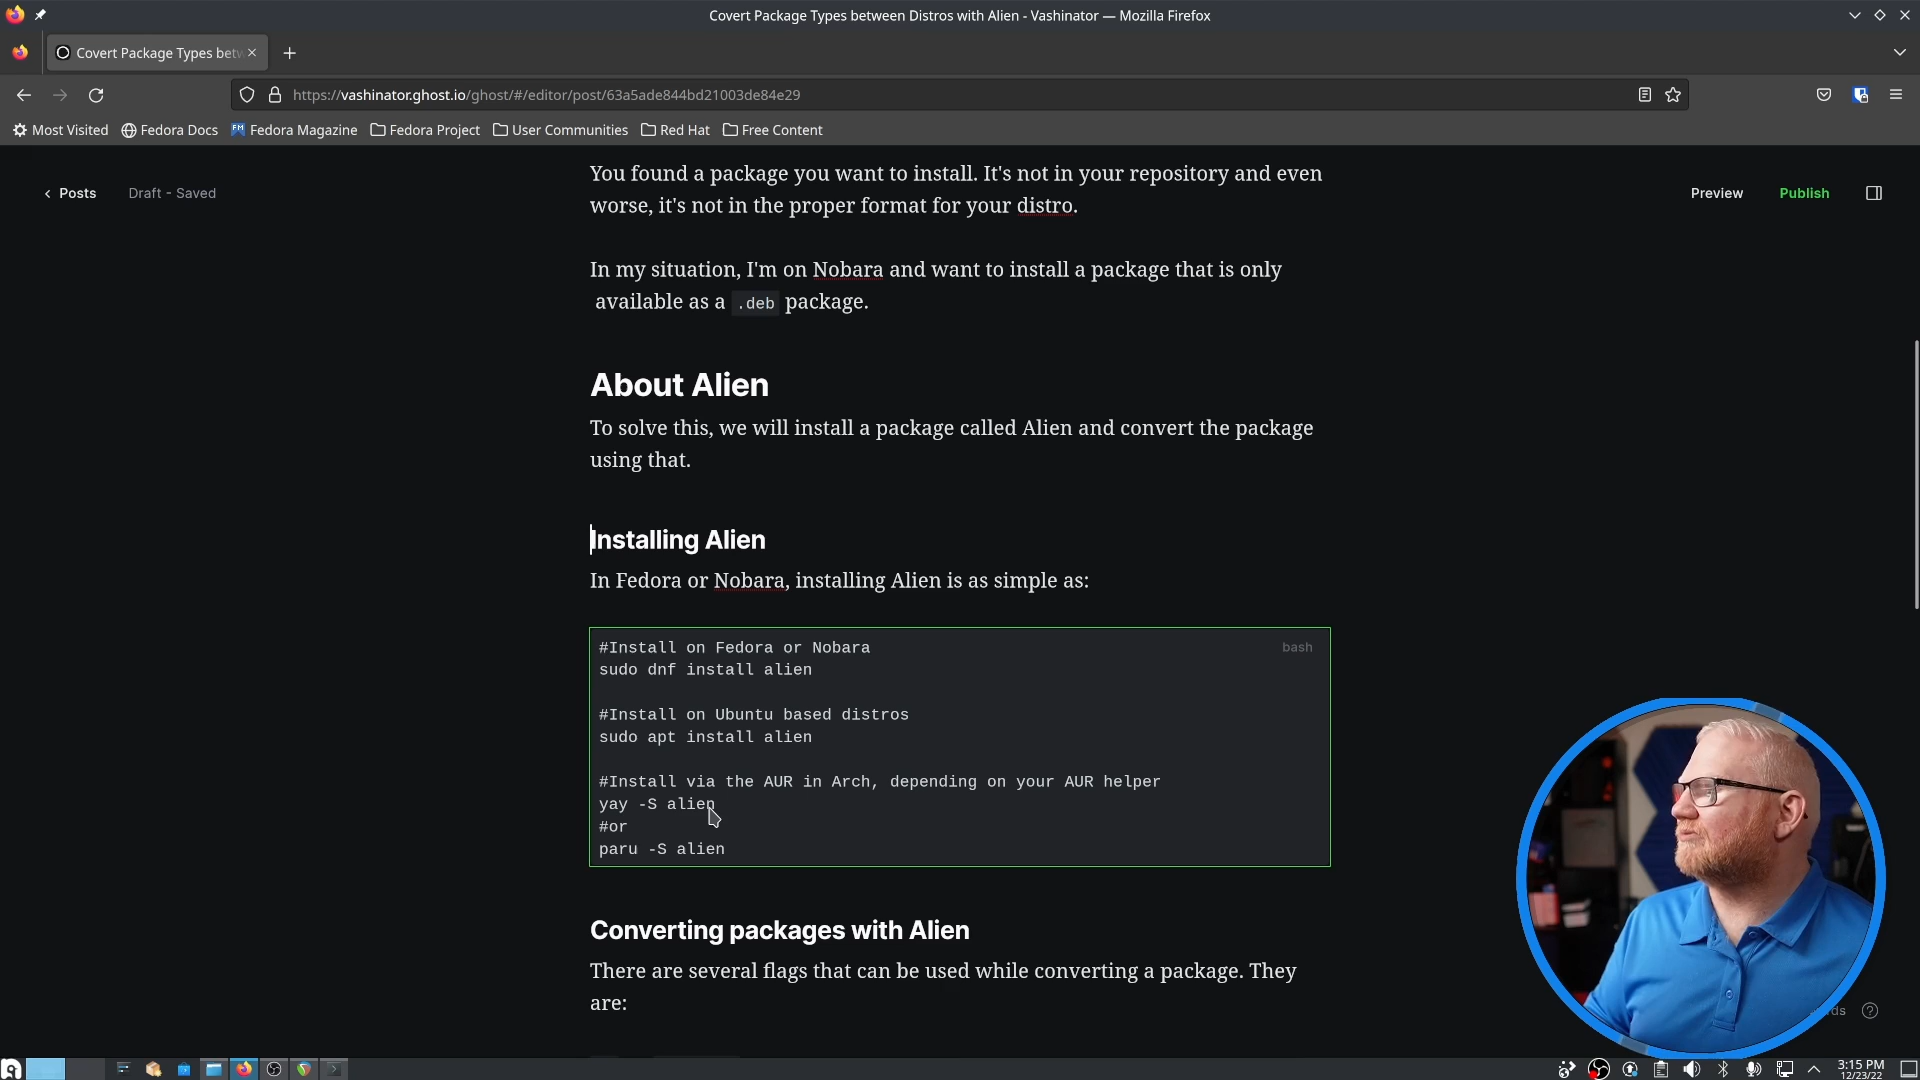 Covert Package Types between Distros with Alien - Vashinator — Mozilla Firefox
Covert Package Types betw
https://vashinator.ghost.io/ghost/#/editor/post/63a5ade844bd21003de84e29
Most Visited Fedora Docs Fedora Magazine Fedora Project User Communities Red Hat Free Content
Posts Draft - Saved Preview Publish
You found a package you want to install. It's not in your repository and even
worse, it's not in the proper format for your distro.
In my situation, I'm on Nobara and want to install a package that is only
available as a .deb package.
About Alien
To solve this, we will install a package called Alien and convert the package
using that.
Installing Alien
In Fedora or Nobara, installing Alien is as simple as:
#Install on Fedora or Nobara bash
sudo dnf install alien
#Install on Ubuntu based distros
sudo apt install alien
#Install via the AUR in Arch, depending on your AUR helper
yay -S alien
#or
paru -S alien
Converting packages with Alien
There are several flags that can be used while converting a package. They
are:
3:15 PM
12/23/22